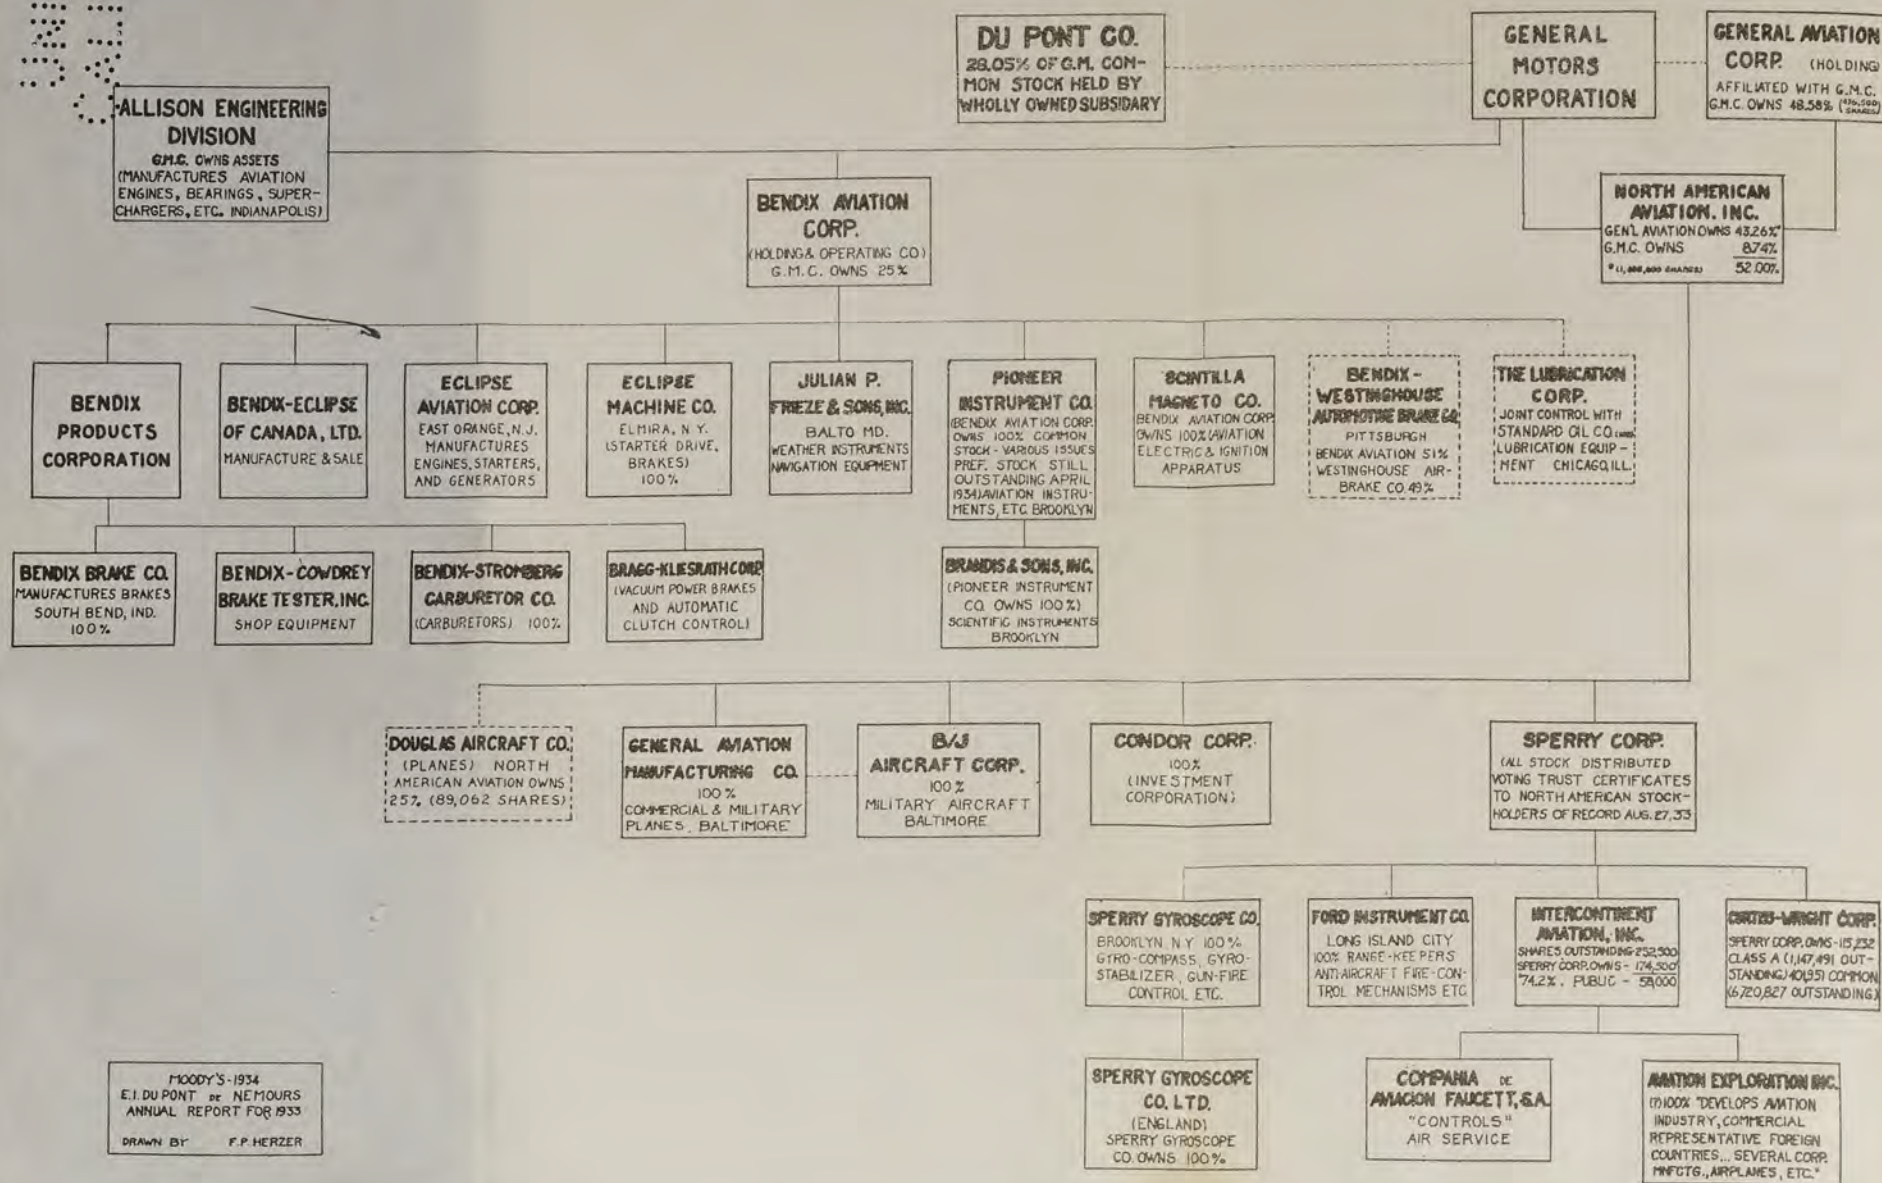 DU PONT CO.
28.05% OF G.M. COM-
MON STOCK HELD BY
WHOLLY OWNED SUBSIDARY
GENERAL
MOTORS
CORPORATION
GENERAL AVIATION
CORP. (HOLDING)
AFFILIATED WITH G.M.C.
G.M.C. OWNS 48.58% SHARES)
ALLISON ENGINEERING
DIVISION
G.M.C. OWNS ASSETS
(MANUFACTURES AVIATION
ENGINES, BEARINGS, SUPER-
CHARGERS, ETC. INDIANAPOLIS)
BENDIX AVIATION
CORP.
(HOLDING & OPERATING CO)
G.M.C. OWNS 25%
NORTH AMERICAN
AVIATION. INC.
GEN'L AVIATION OWNS 43.26%*
G.M.C. OWNS 8.74%
SHARES) 52.00%
BENDIX
PRODUCTS
CORPORATION
BENDIX-ECLIPSE
OF CANADA, LTD.
MANUFACTURE & SALE
ECLIPSE
AVIATION CORP.
EAST ORANGE, N.J.
MANUFACTURES
ENGINES, STARTERS,
AND GENERATORS
ECLIPSE
MACHINE CO.
ELMIRA, N.Y.
(STARTER DRIVE,
BRAKES)
100%
JULIAN P.
FRIEZE & SONS, INC.
BALTO MD.
WEATHER INSTRUMENTS
NAVIGATION EQUPMENT
PIONEER
INSTRUMENT CO.
(BENDIX AVIATION CORP.
OWNS 100% COMMON
STOCK - VARIOUS ISSUES
PREF. STOCK STILL
OUTSTANDING APRIL
1934) AVIATION INSTRU-
MENTS, ETC. BROOKLYN
SCINTILLA
MAGNETO CO.
BENDIX AVIATION CORP.
OWNS 100% (AVIATION
ELECTRIC & IGNITION
APPARATUS
BENDIX-
WESTINGHOUSE
AUTOMOTIVE BRAKE CO.
PITTSBURGH
BENDIX AVIATION 51%
WESTINGHOUSE AIR-
BRAKE CO. 49%
THE LUBRICATION
CORP.
JOINT CONTROL WITH
STANDARD OIL CO.
LUBRICATION EQUIP-
MENT CHICAGO, ILL.
BENDIX BRAKE CO.
MANUFACTURES BRAKES
SOUTH BEND, IND.
100%
BENDIX-COWDREY
BRAKE TESTER, INC.
SHOP EQUIPMENT
BENDIX-STROMBERG
CARBURETOR CO.
(CARBURETORS) 100%
BRAGG-KLIESRATH CORP.
(VACUUM POWER BRAKES
AND AUTOMATIC
CLUTCH CONTROL)
BRANDIS & SONS, INC.
(PIONEER INSTRUMENT
CO. OWNS 100%)
SCIENTIFIC INSTRUMENTS
BROOKLYN
DOUGLAS AIRCRAFT CO.
(PLANES) NORTH
AMERICAN AVIATION OWNS
25% (89,062 SHARES)
GENERAL AVIATION
MANUFACTURING CO.
100%
COMMERCIAL & MILITARY
PLANES, BALTIMORE
B/J
AIRCRAFT CORP.
100%
MILITARY AIRCRAFT
BALTIMORE
CONDOR CORP.
100%
(INVESTMENT
CORPORATION)
SPERRY CORP.
(ALL STOCK DISTRIBUTED
VOTING TRUST CERTIFICATES
TO NORTH AMERICAN STOCK-
HOLDERS OF RECORD AUG. 27, 33
SPERRY GYROSCOPE CO.
BROOKLYN N Y 100%
GYRO-COMPASS, GYRO-
STABILIZER, GUN-FIRE
CONTROL ETC.
FORD INSTRUMENT CO.
LONG ISLAND CITY
100% RANGE-KEEPERS
ANTI-AIRCRAFT FIRE-CON-
TROL MECHANISMS ETC
INTERCONTINENT
AVIATION, INC.
SHARES OUTSTANDING-232,500
SPERRY CORP. OWNS - 174,500
74.2%. PUBLIC - 58,000
CURTISS-WRIGHT CORP.
SPERRY CORP. OWNS - 115,232
CLASS A (1,147,491 OUT-
STANDING) 401,951 COMMON
(6,720,827 OUTSTANDING)
SPERRY GYROSCOPE
CO. LTD.
(ENGLAND)
SPERRY GYROSCOPE
CO. OWNS 100%
COMPANIA DE
AVIACION FAUCETT, S.A.
"CONTROLS"
AIR SERVICE
AVIATION EXPLORATION INC.
(?) 100% "DEVELOPS AVIATION
INDUSTRY, COMMERCIAL
REPRESENTATIVE FOREIGN
COUNTRIES... SEVERAL CORP.
MNFCTG., AIRPLANES, ETC."
MOODY'S-1934
E.I. DU PONT DE NEMOURS
ANNUAL REPORT FOR 1933
DRAWN BY F.P. HERZER